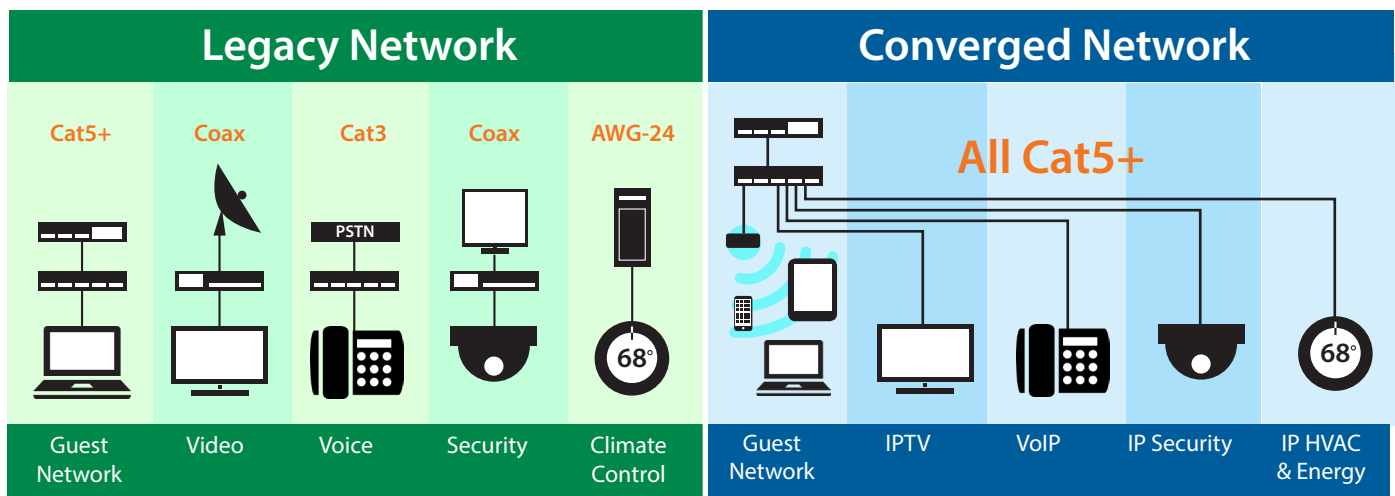 Legacy Network
Cat5+
Coax
Cat3
Coax
AWG-24
PSTN
68°
Guest
Network
Video
Voice
Security
Climate
Control
Converged Network
All Cat5+
68°
Guest
Network
IPTV
VoIP
IP Security
IP HVAC
& Energy